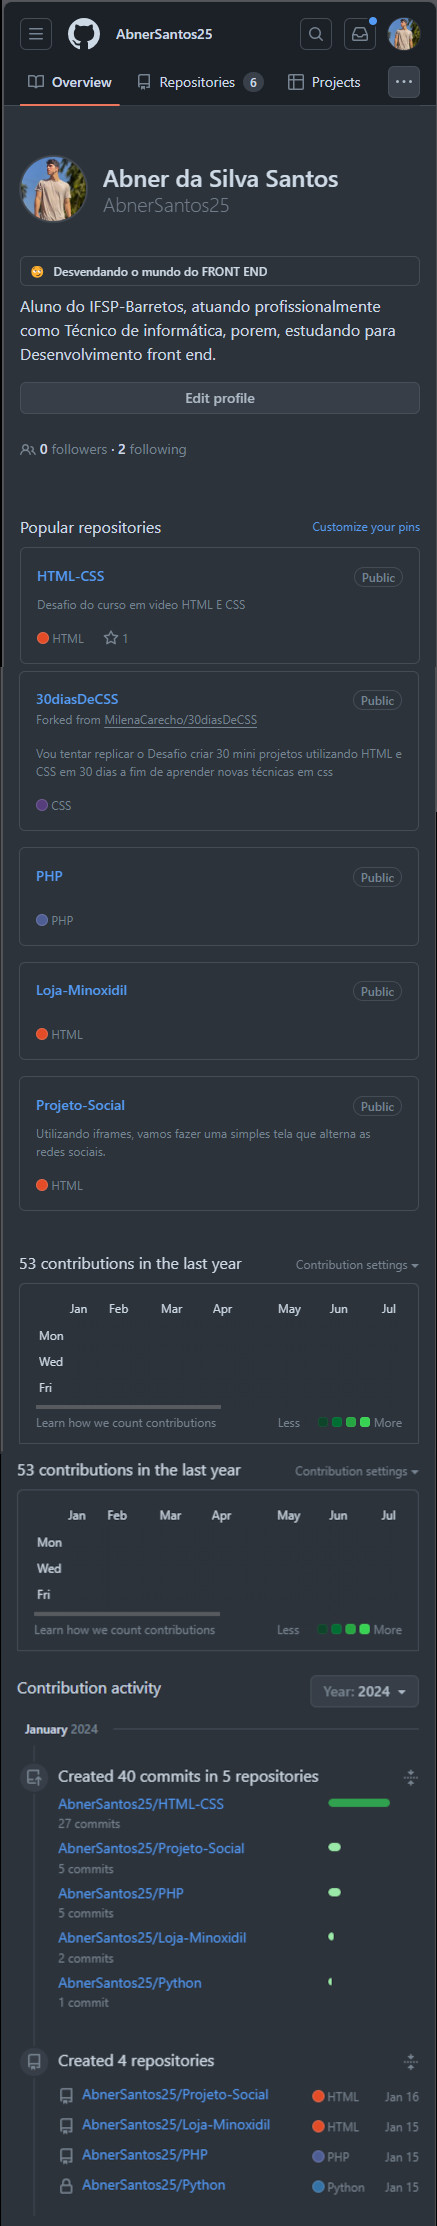 AbnerSantos25
Overview
Repositories 6
Projects
Abner da Silva Santos
AbnerSantos25
Desvendando o mundo do FRONT END
Aluno do IFSP-Barretos, atuando profissionalmente
como Técnico de informática, porem, estudando para
Desenvolvimento front end.
Edit profile
0 followers · 2 following
Popular repositories
Customize your pins
HTML-CSS
Public
Desafio do curso em video HTML E CSS
HTML
1
30diasDeCSS
Public
Forked from MilenaCarecho/30diasDeCSS
Vou tentar replicar o Desafio criar 30 mini projetos utilizando HTML e
CSS em 30 dias a fim de aprender novas técnicas em css
CSS
PHP
Public
PHP
Loja-Minoxidil
Public
HTML
Projeto-Social
Public
Utilizando iframes, vamos fazer uma simples tela que alterna as
redes sociais.
HTML
53 contributions in the last year
Contribution settings
Jan Feb Mar Apr May Jun Jul
Mon
Wed
Fri
Learn how we count contributions
Less More
53 contributions in the last year
Contribution settings
Jan Feb Mar Apr May Jun Jul
Mon
Wed
Fri
Learn how we count contributions
Less More
Contribution activity
Year: 2024
January 2024
Created 40 commits in 5 repositories
AbnerSantos25/HTML-CSS
27 commits
AbnerSantos25/Projeto-Social
5 commits
AbnerSantos25/PHP
5 commits
AbnerSantos25/Loja-Minoxidil
2 commits
AbnerSantos25/Python
1 commit
Created 4 repositories
AbnerSantos25/Projeto-Social HTML Jan 16
AbnerSantos25/Loja-Minoxidil HTML Jan 15
AbnerSantos25/PHP PHP Jan 15
AbnerSantos25/Python Python Jan 15